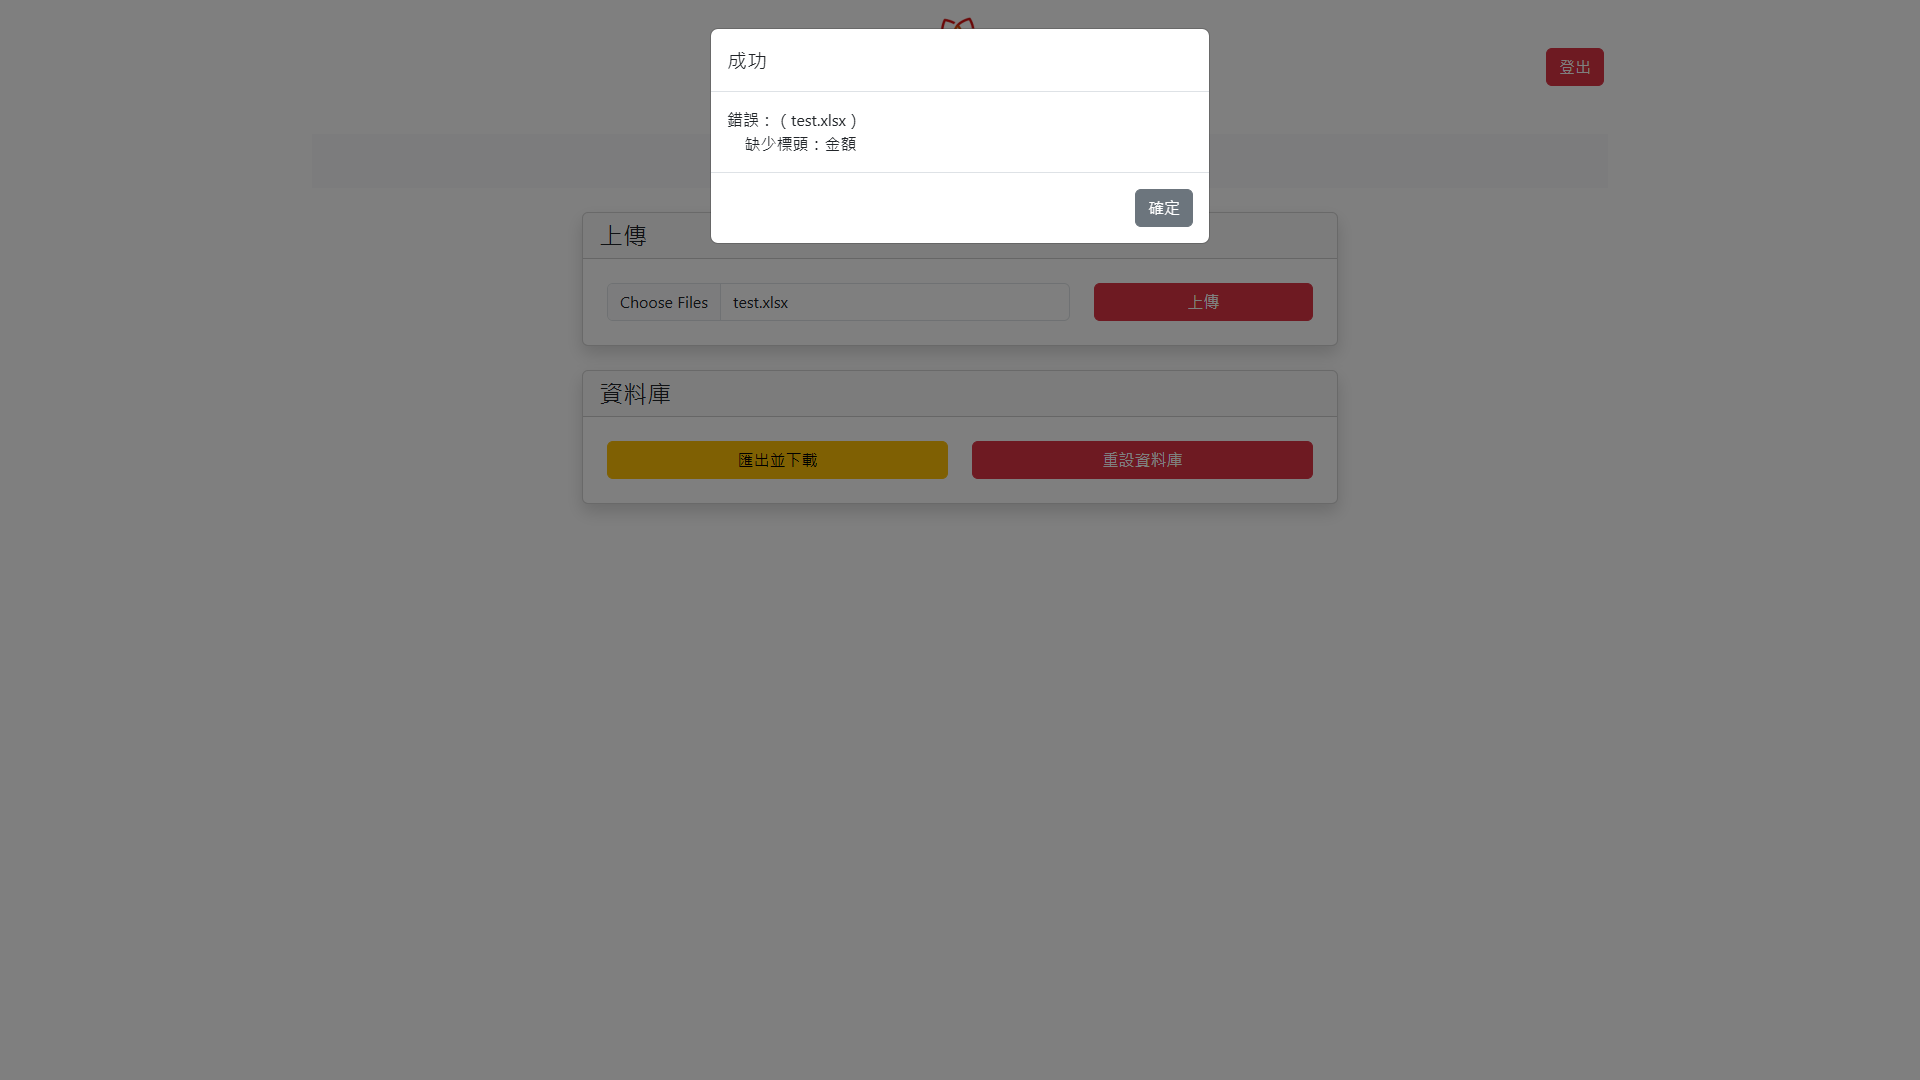 成功
登出
錯誤：（test.xlsx）
缺少標頭：金額
確定
上傳
Choose Files test.xlsx 上傳
資料庫
匯出並下載 重設資料庫